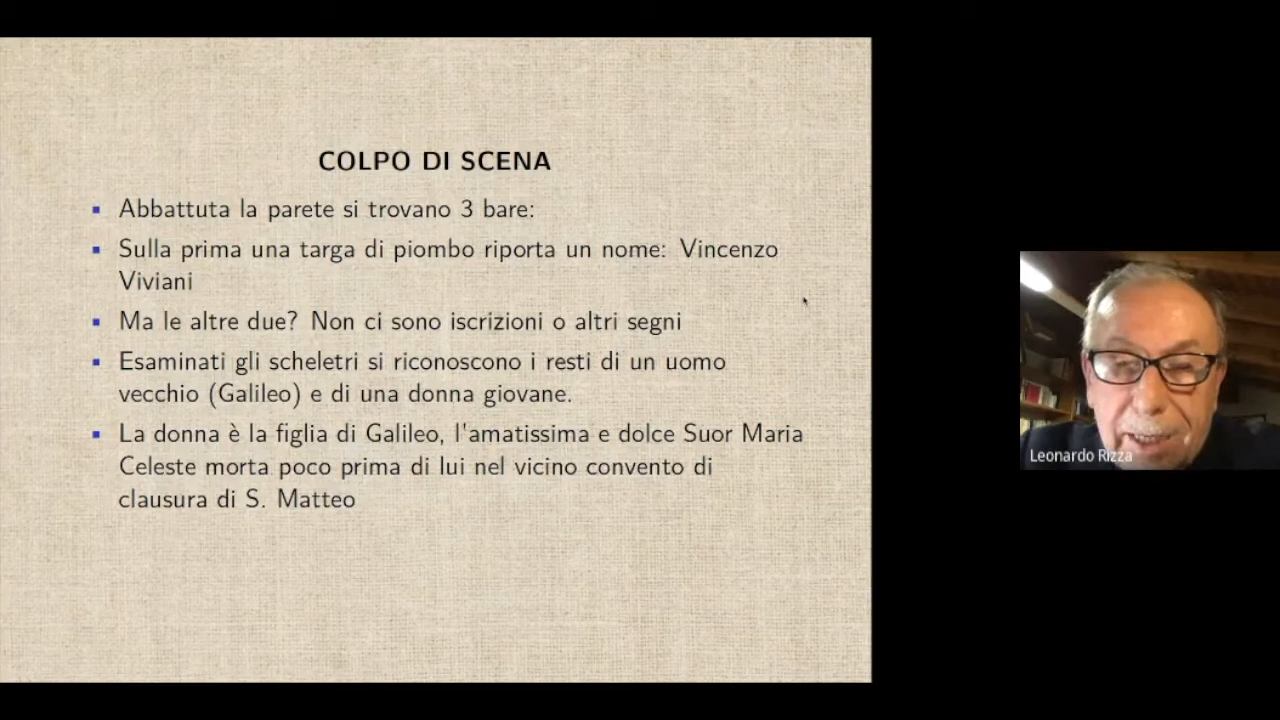 COLPO DI SCENA
Abbattuta la parete si trovano 3 bare:
Sulla prima una targa di piombo riporta un nome: Vincenzo
Viviani
Ma le altre due? Non ci sono iscrizioni o altri segni
Esaminati gli scheletri si riconoscono i resti di un uomo
vecchio (Galileo) e di una donna giovane.
La donna è la figlia di Galileo, l'amatissima e dolce Suor Maria
Celeste morta poco prima di lui nel vicino convento di
clausura di S. Matteo
Leonardo Rizza